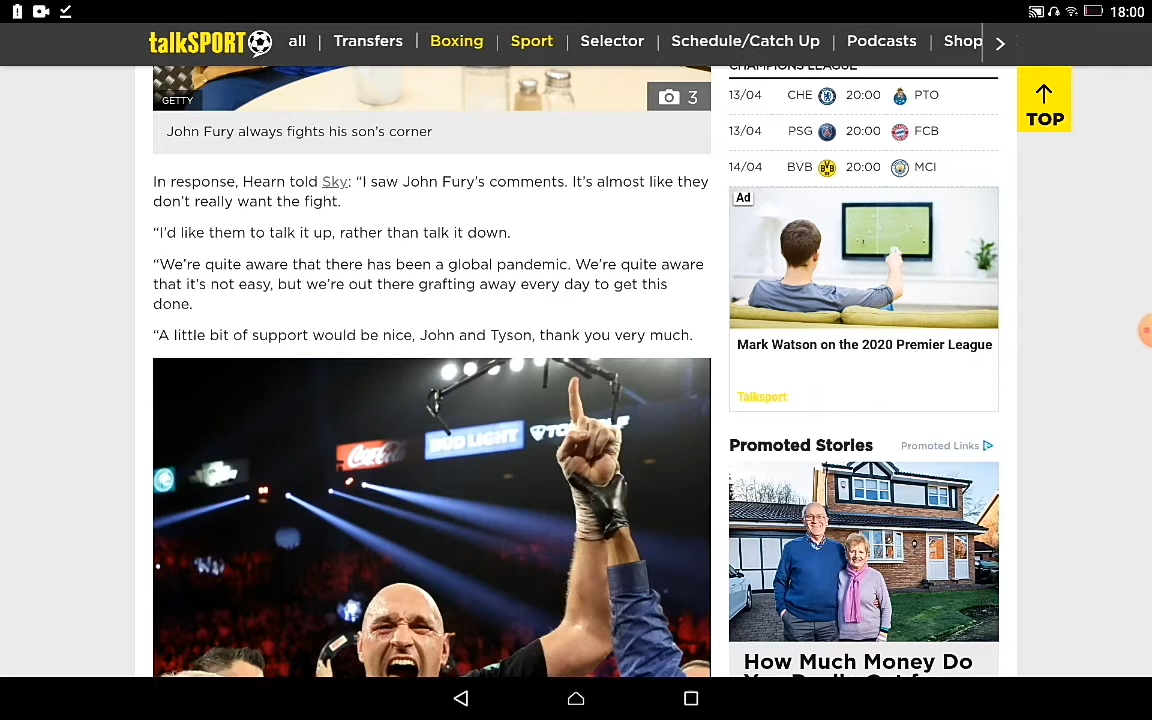 18:00
talkSPORT
all | Transfers | Boxing | Sport | Selector | Schedule/Catch Up | Podcasts | Shop
GETTY
3
John Fury always fights his son's corner
In response, Hearn told Sky: “I saw John Fury’s comments. It’s almost like they
don’t really want the fight.
“I’d like them to talk it up, rather than talk it down.
“We’re quite aware that there has been a global pandemic. We’re quite aware
that it’s not easy, but we’re out there grafting away every day to get this
done.
“A little bit of support would be nice, John and Tyson, thank you very much.
Coca-Cola
BUD LIGHT
CHAMPIONS LEAGUE
13/04 CHE 20:00 PTO
13/04 PSG 20:00 FCB
14/04 BVB 20:00 MCI
Ad
Mark Watson on the 2020 Premier League
Talksport
Promoted Stories
Promoted Links
How Much Money Do
TOP